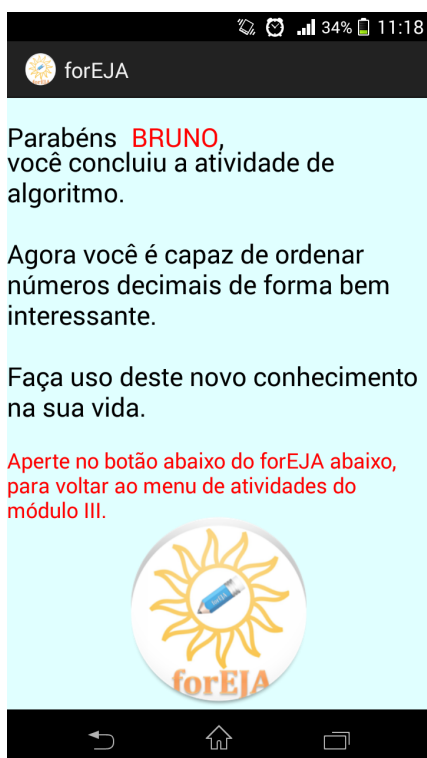 34% 11:18
forEJA
Parabéns BRUNO,
você concluiu a atividade de
algoritmo.
Agora você é capaz de ordenar
números decimais de forma bem
interessante.
Faça uso deste novo conhecimento
na sua vida.
Aperte no botão abaixo do forEJA abaixo,
para voltar ao menu de atividades do
módulo III.
forEJA